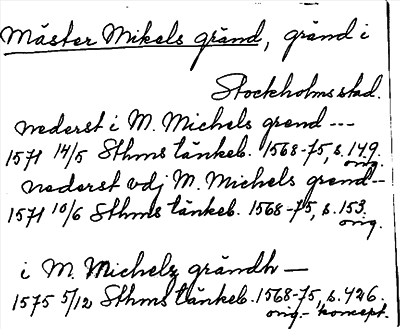 Mäster Mikels gränd, gränd i
Stockholms stad.
nederst i M. Michels grend ---
1571 14/5 Sthms tänkeb. 1568-75, s. 149.
orig.
nederst vdj M. Michels grend--
1571 10/6 Sthms tänkeb. 1568-75, s. 153.
orig.
i M. Michelz grändh —
1575 5/12 Sthms tänkeb. 1568-75, s. 426.
orig.- koncept.